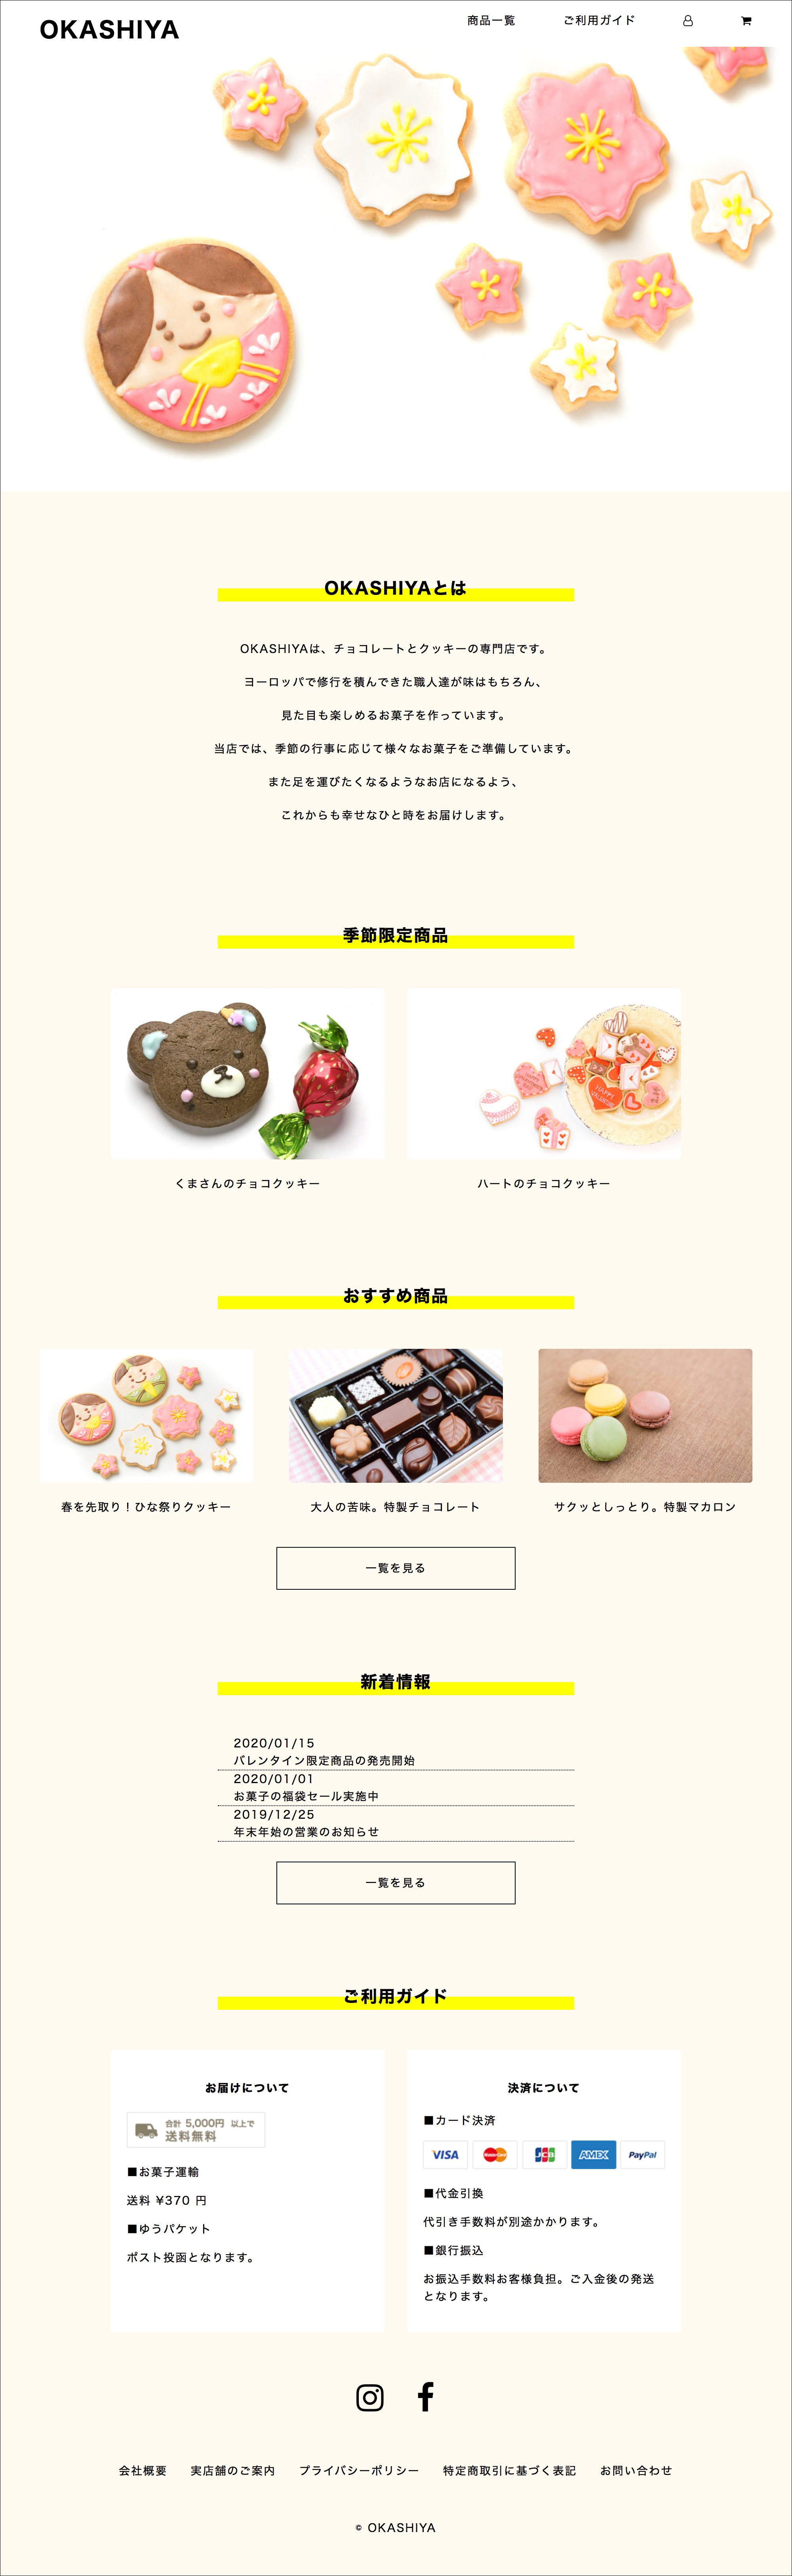 OKASHIYA
商品一覧
ご利用ガイド
OKASHIYAとは
OKASHIYAは、チョコレートとクッキーの専門店です。
ヨーロッパで修行を積んできた職人達が味はもちろん、
見た目も楽しめるお菓子を作っています。
当店では、季節の行事に応じて様々なお菓子をご準備しています。
また足を運びたくなるようなお店になるよう、
これからも幸せなひと時をお届けします。
季節限定商品
HAPPY
VALENTINE
くまさんのチョコクッキー
ハートのチョコクッキー
おすすめ商品
春を先取り！ひな祭りクッキー
大人の苦味。特製チョコレート
サクッとしっとり。特製マカロン
一覧を見る
新着情報
2020/01/15
バレンタイン限定商品の発売開始
2020/01/01
お菓子の福袋セール実施中
2019/12/25
年末年始の営業のお知らせ
一覧を見る
ご利用ガイド
お届けについて
合計 5,000円 以上で
送料無料
■お菓子運輸
送料 ¥370 円
■ゆうパケット
ポスト投函となります。
決済について
■カード決済
VISA MasterCard JCB AMEX PayPal
■代金引換
代引き手数料が別途かかります。
■銀行振込
お振込手数料お客様負担。ご入金後の発送
となります。
会社概要 実店舗のご案内 プライバシーポリシー 特定商取引に基づく表記 お問い合わせ
© OKASHIYA